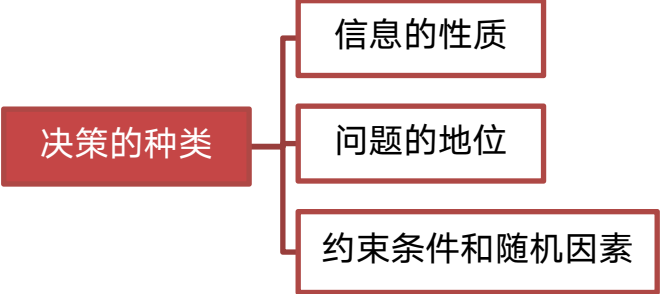 信息的性质
决策的种类
问题的地位
约束条件和随机因素